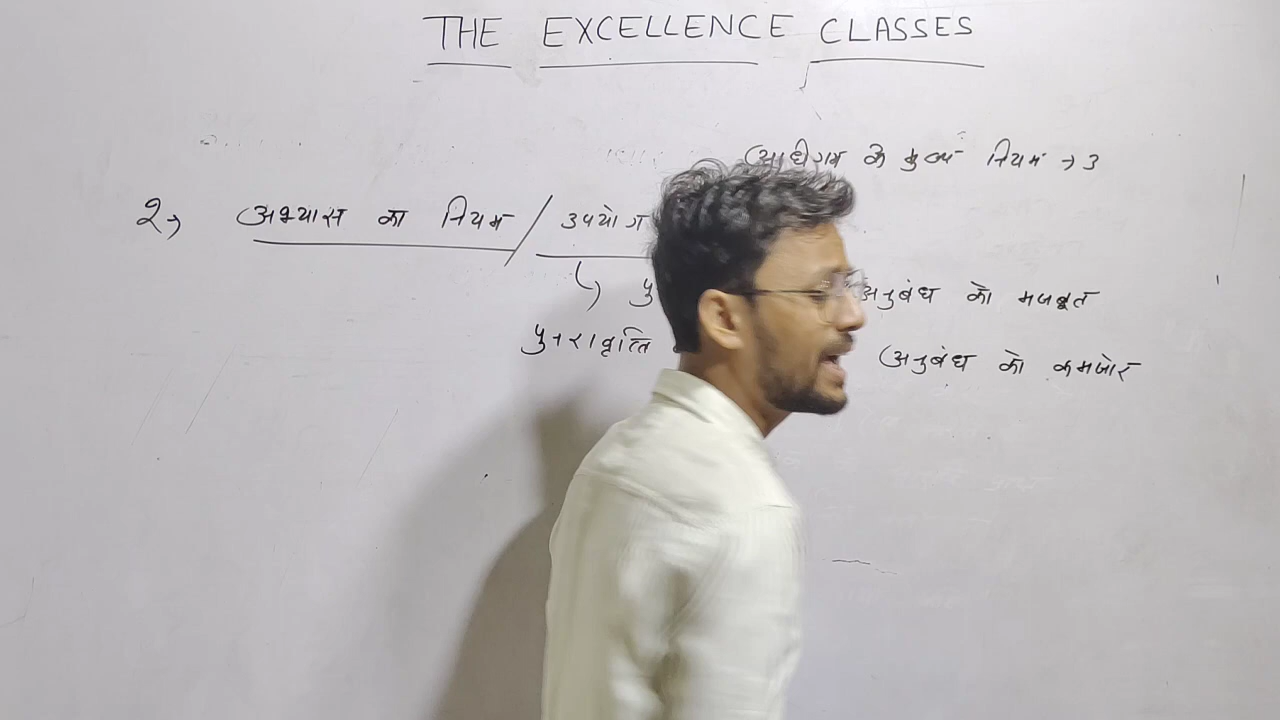 THE EXCELLENCE CLASSES
अधिगम के मुख्य नियम → 3
2→ अभ्यास का नियम / उपयोग
पु अनुबंध को मजबूत
पुनरावृत्ति अनुबंध को कमजोर